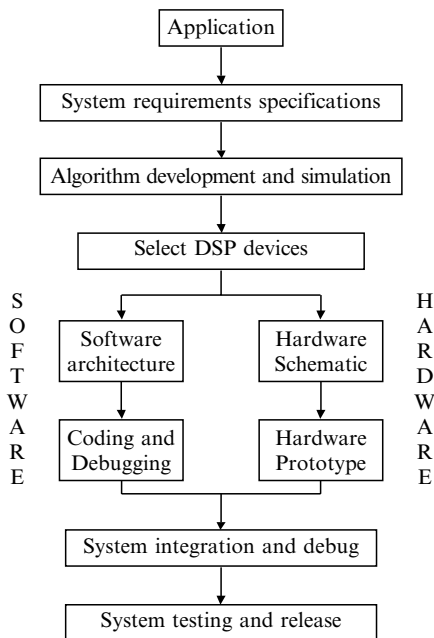 Application
System requirements specifications
Algorithm development and simulation
Select DSP devices
SOFTWARE
HARDWARE
Software
architecture
Hardware
Schematic
Coding and
Debugging
Hardware
Prototype
System integration and debug
System testing and release